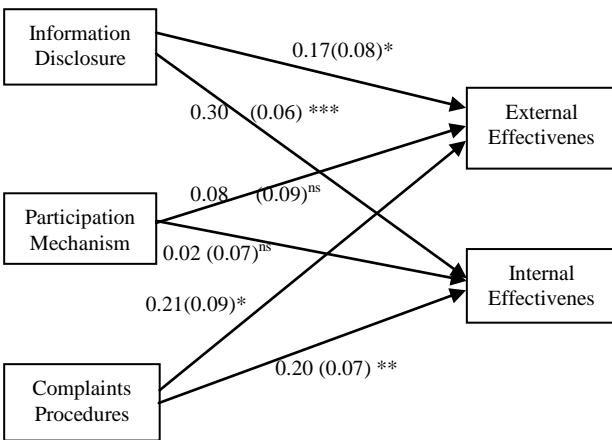 Information
Disclosure
0.17(0.08)*
External
Effectivenes
0.30 (0.06) ***
0.08 (0.09)ns
Participation
Mechanism
0.02 (0.07)ns
Internal
Effectivenes
0.21(0.09)*
0.20 (0.07) **
Complaints
Procedures